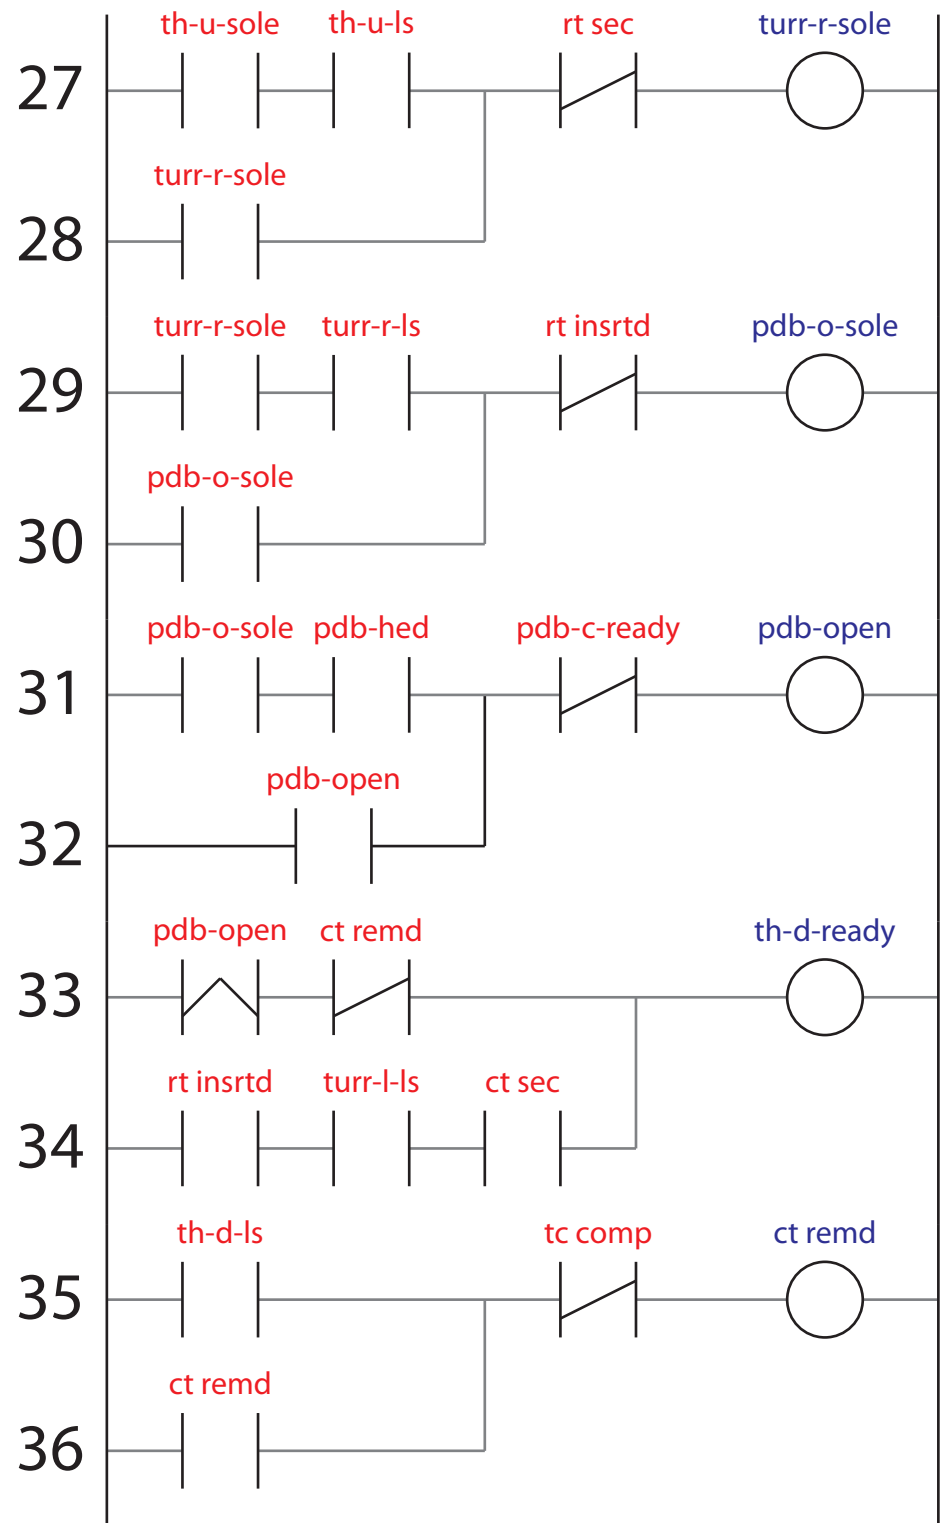 th-u-sole th-u-ls rt sec turr-r-sole
27
turr-r-sole
28
turr-r-sole turr-r-ls rt insrtd pdb-o-sole
29
pdb-o-sole
30
pdb-o-sole pdb-hed pdb-c-ready pdb-open
31
pdb-open
32
pdb-open ct remd th-d-ready
33
rt insrtd turr-l-ls ct sec
34
th-d-ls tc comp ct remd
35
ct remd
36